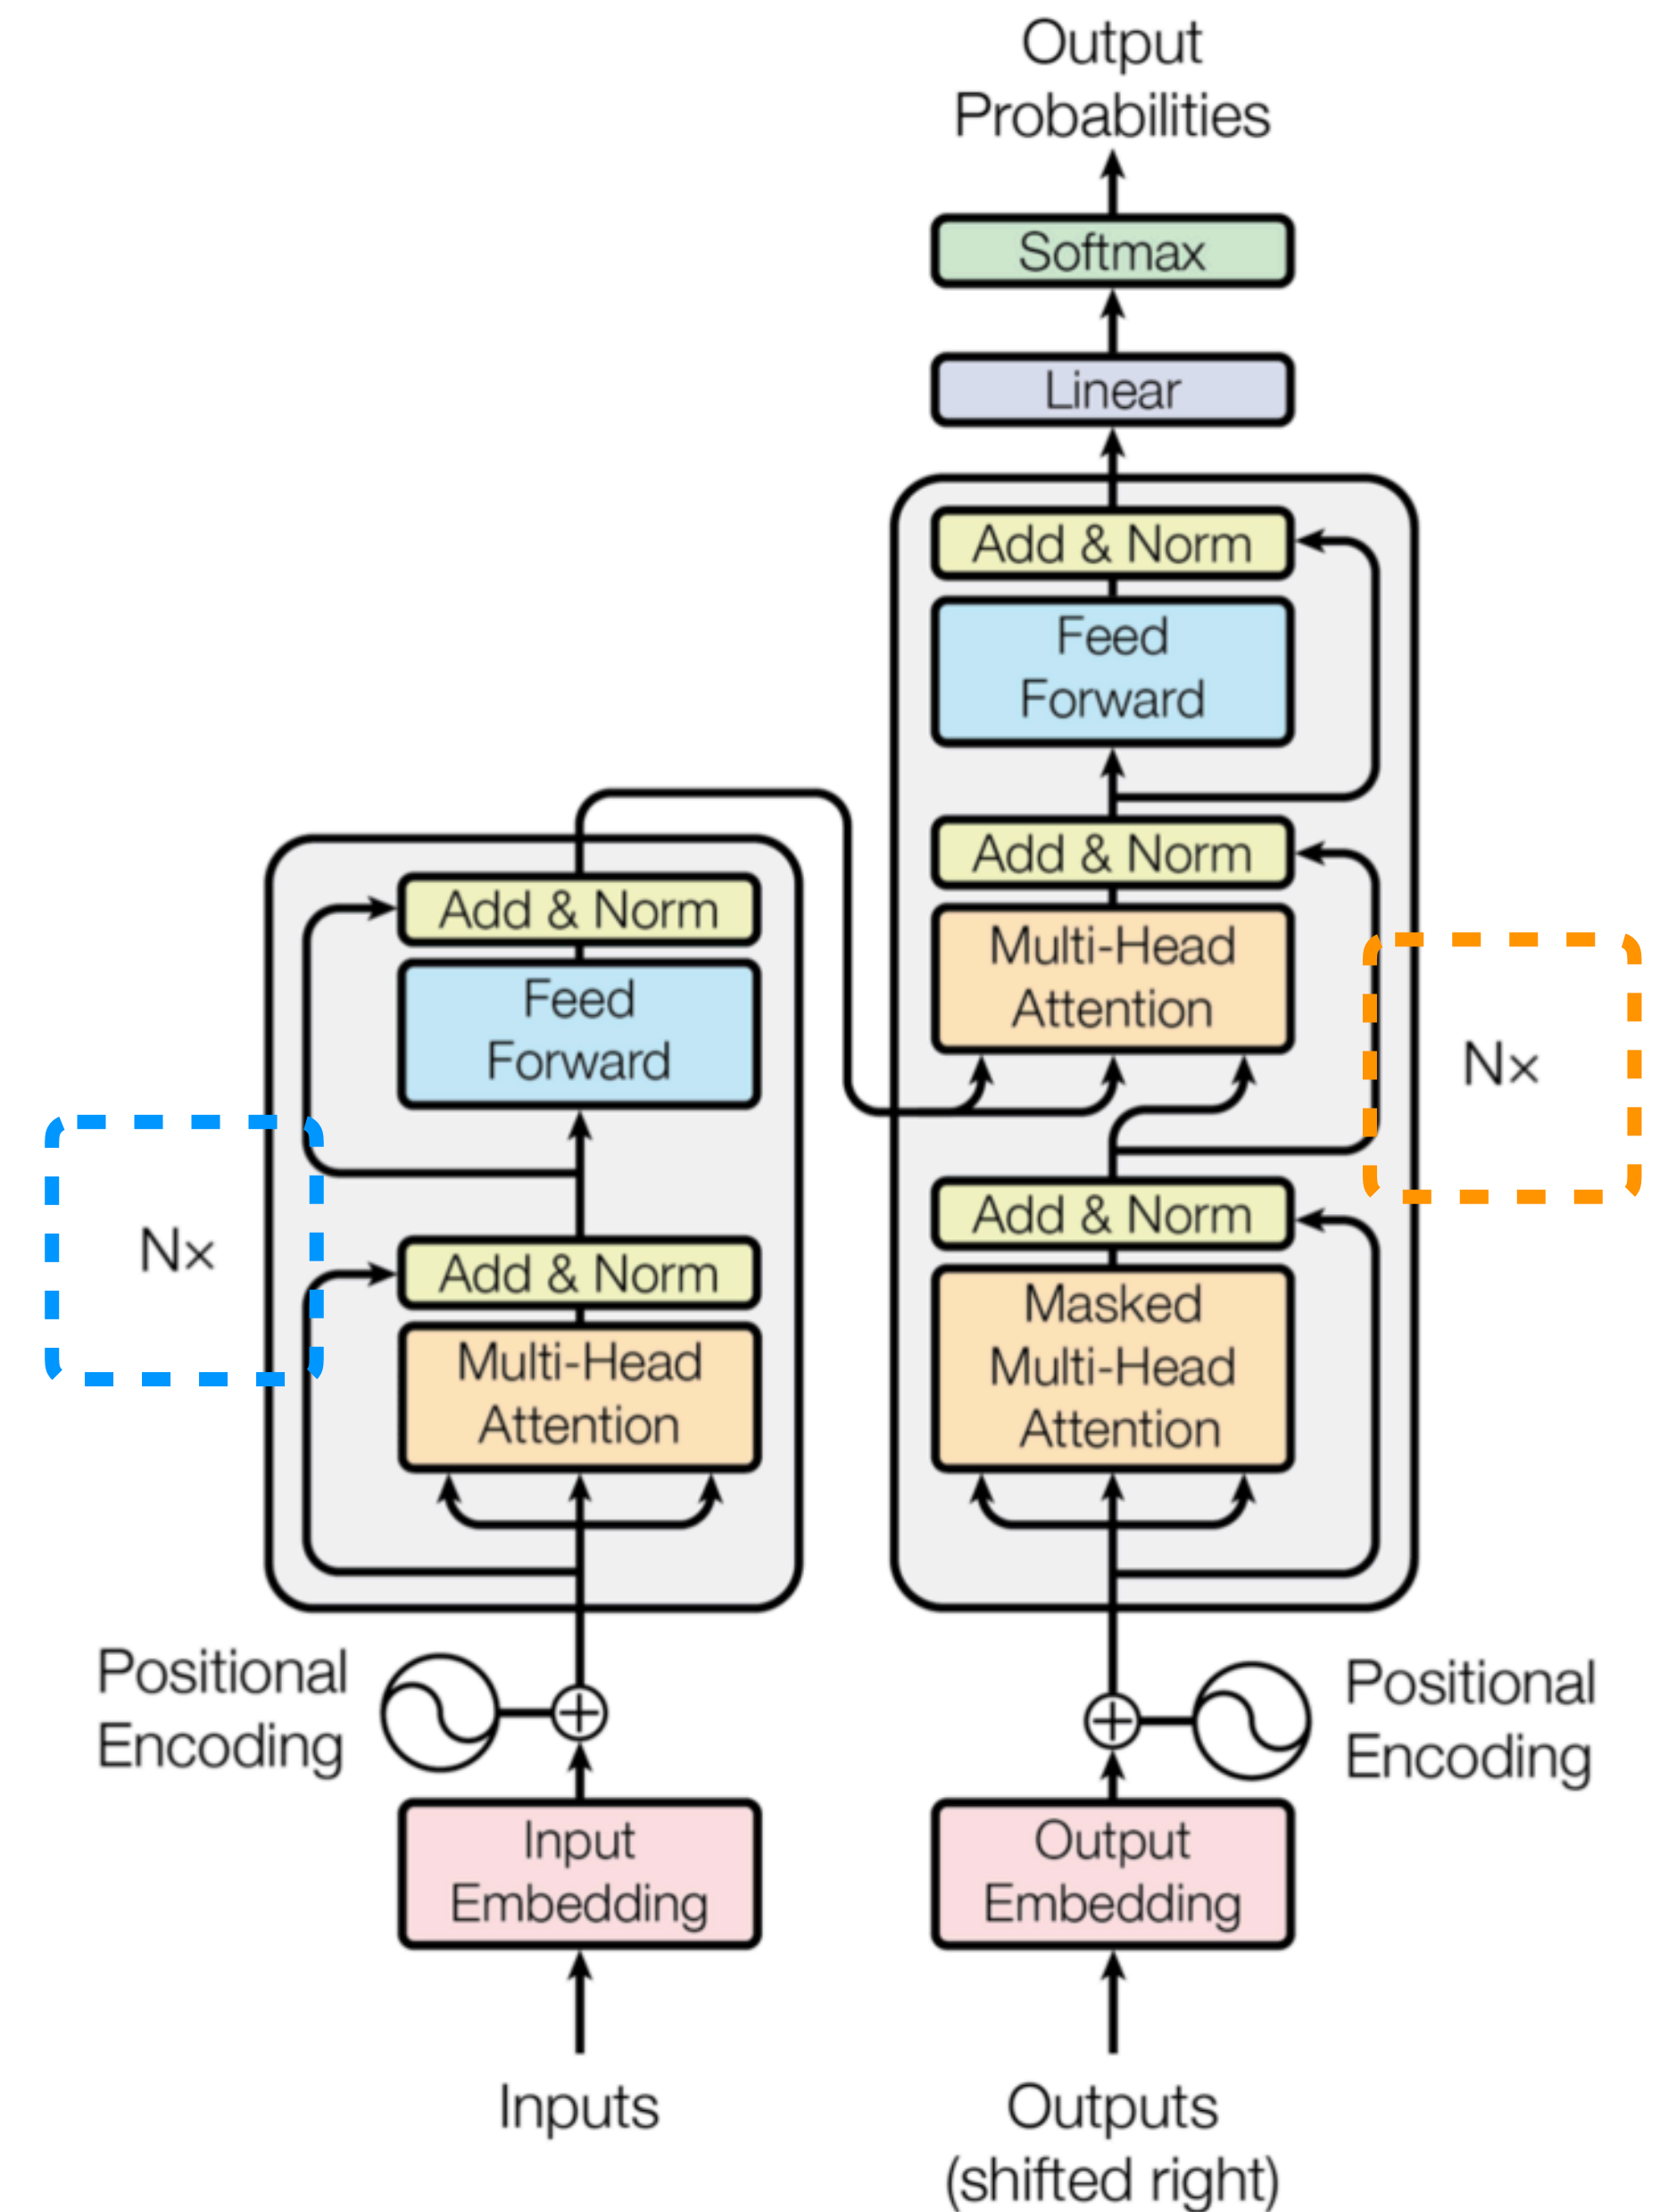 Output
Probabilities
Softmax
Linear
Add & Norm
Feed
Forward
Add & Norm
Multi-Head
Attention
N×
Add & Norm
Masked
Multi-Head
Attention
Add & Norm
Feed
Forward
N×
Add & Norm
Multi-Head
Attention
Positional
Encoding
Positional
Encoding
Input
Embedding
Output
Embedding
Inputs
Outputs
(shifted right)